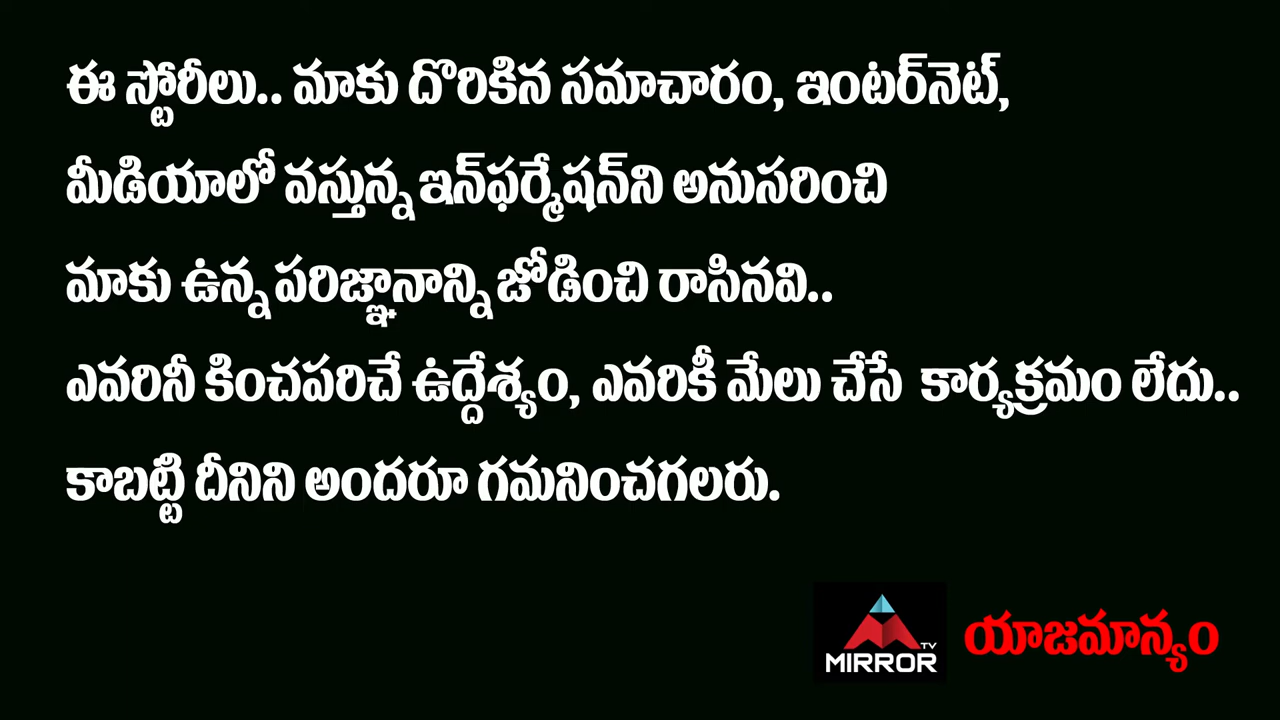 ఈ స్టోరీలు.. మాకు దొరికిన సమాచారం, ఇంటర్‌నెట్,
మీడియాలో వస్తున్న ఇన్‌ఫర్మేషన్‌ని అనుసరించి
మాకు ఉన్న పరిజ్ఞానాన్ని జోడించి రాసినవి..
ఎవరినీ కించపరిచే ఉద్దేశ్యం, ఎవరికీ మేలు చేసే కార్యక్రమం లేదు..
కాబట్టి దీనిని అందరూ గమనించగలరు.
MIRROR TV యాజమాన్యం